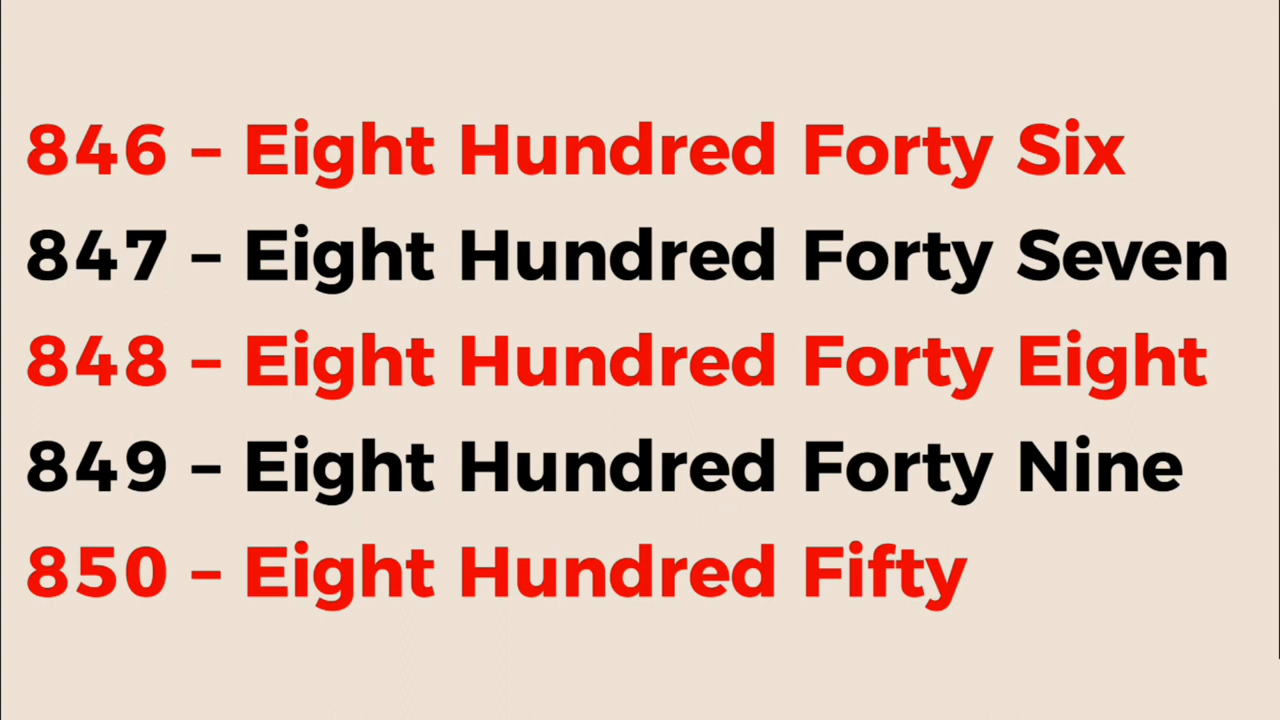 846 – Eight Hundred Forty Six
847 – Eight Hundred Forty Seven
848 – Eight Hundred Forty Eight
849 – Eight Hundred Forty Nine
850 – Eight Hundred Fifty